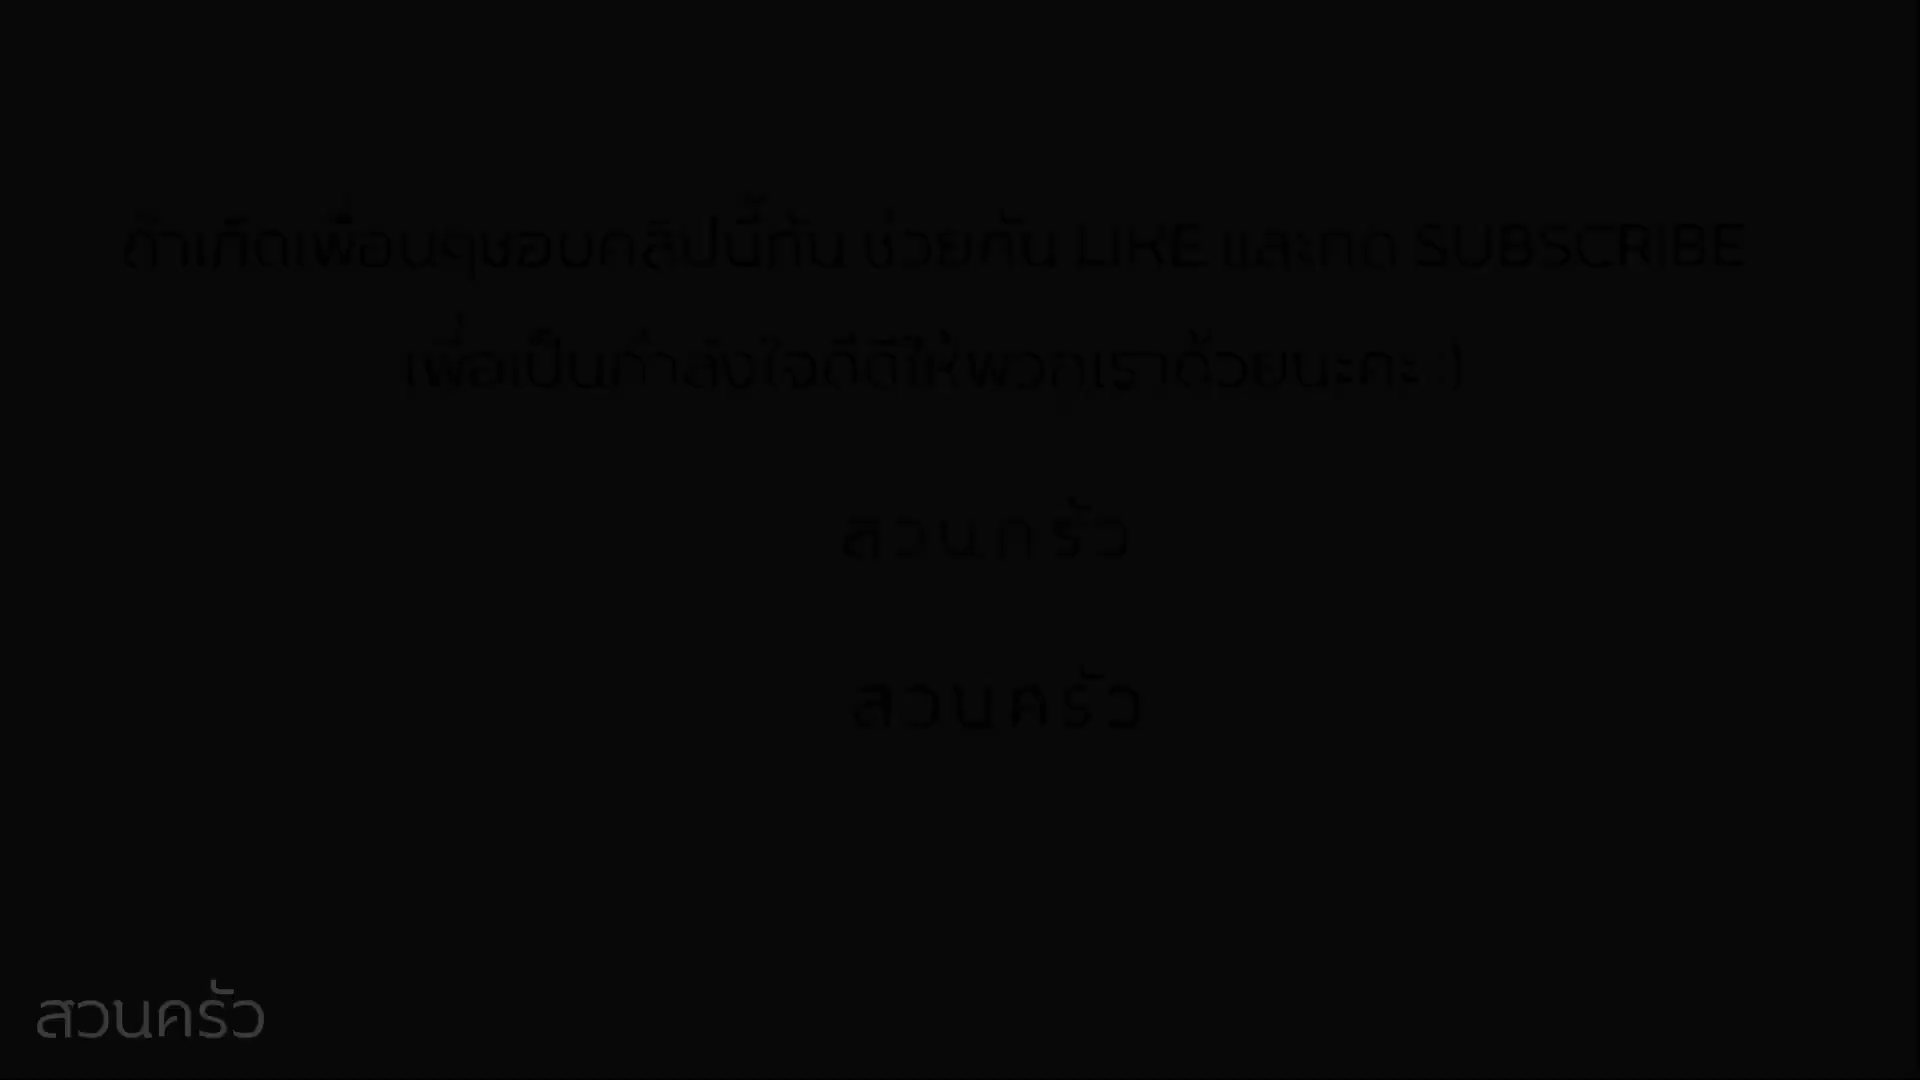 ถ้าเกิดเพื่อนๆชอบคลิปนี้กัน ช่วยกัน LIKE และกด SUBSCRIBE
เพื่อเป็นกำลังใจดีดีให้พวกเราด้วยนะคะ :)
สวนครัว
สวนครัว
สวนครัว